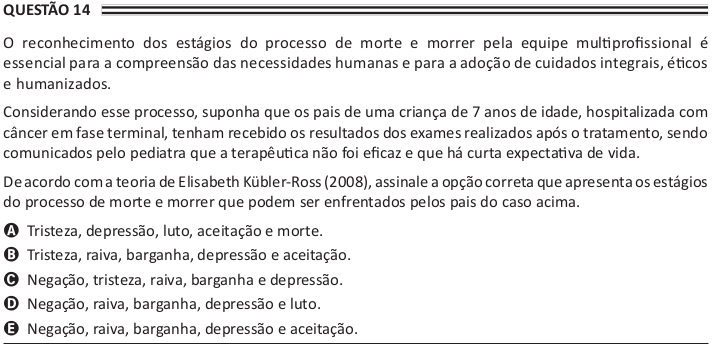 QUESTÃO 14
O reconhecimento dos estágios do processo de morte e morrer pela equipe multiprofissional é
essencial para a compreensão das necessidades humanas e para a adoção de cuidados integrais, éticos
e humanizados.
Considerando esse processo, suponha que os pais de uma criança de 7 anos de idade, hospitalizada com
câncer em fase terminal, tenham recebido os resultados dos exames realizados após o tratamento, sendo
comunicados pelo pediatra que a terapêutica não foi eficaz e que há curta expectativa de vida.
De acordo com a teoria de Elisabeth Kübler-Ross (2008), assinale a opção correta que apresenta os estágios
do processo de morte e morrer que podem ser enfrentados pelos pais do caso acima.
A Tristeza, depressão, luto, aceitação e morte.
B Tristeza, raiva, barganha, depressão e aceitação.
C Negação, tristeza, raiva, barganha e depressão.
D Negação, raiva, barganha, depressão e luto.
E Negação, raiva, barganha, depressão e aceitação.